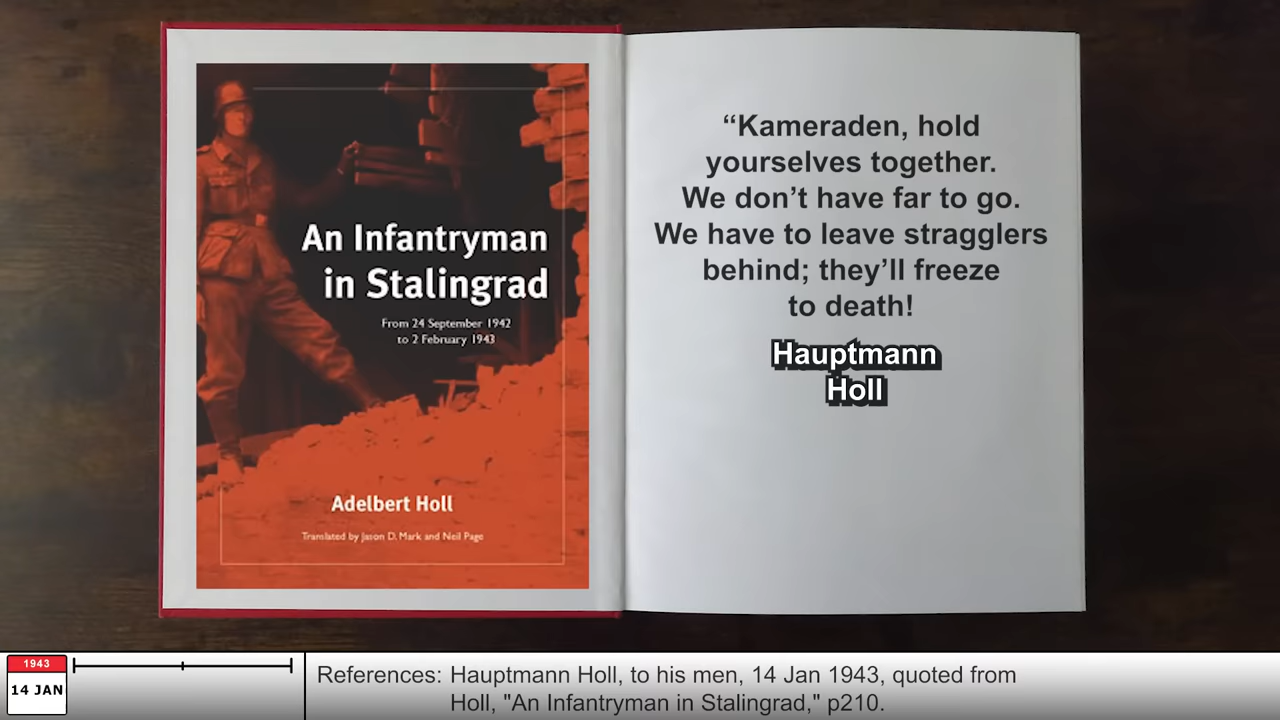 An Infantryman
in Stalingrad
From 24 September 1942
to 2 February 1943
Adelbert Holl
Translated by Jason D. Mark and Neil Page
“Kameraden, hold
yourselves together.
We don’t have far to go.
We have to leave stragglers
behind; they’ll freeze
to death!
Hauptmann
Holl
1943
14 JAN
References: Hauptmann Holl, to his men, 14 Jan 1943, quoted from
Holl, "An Infantryman in Stalingrad," p210.